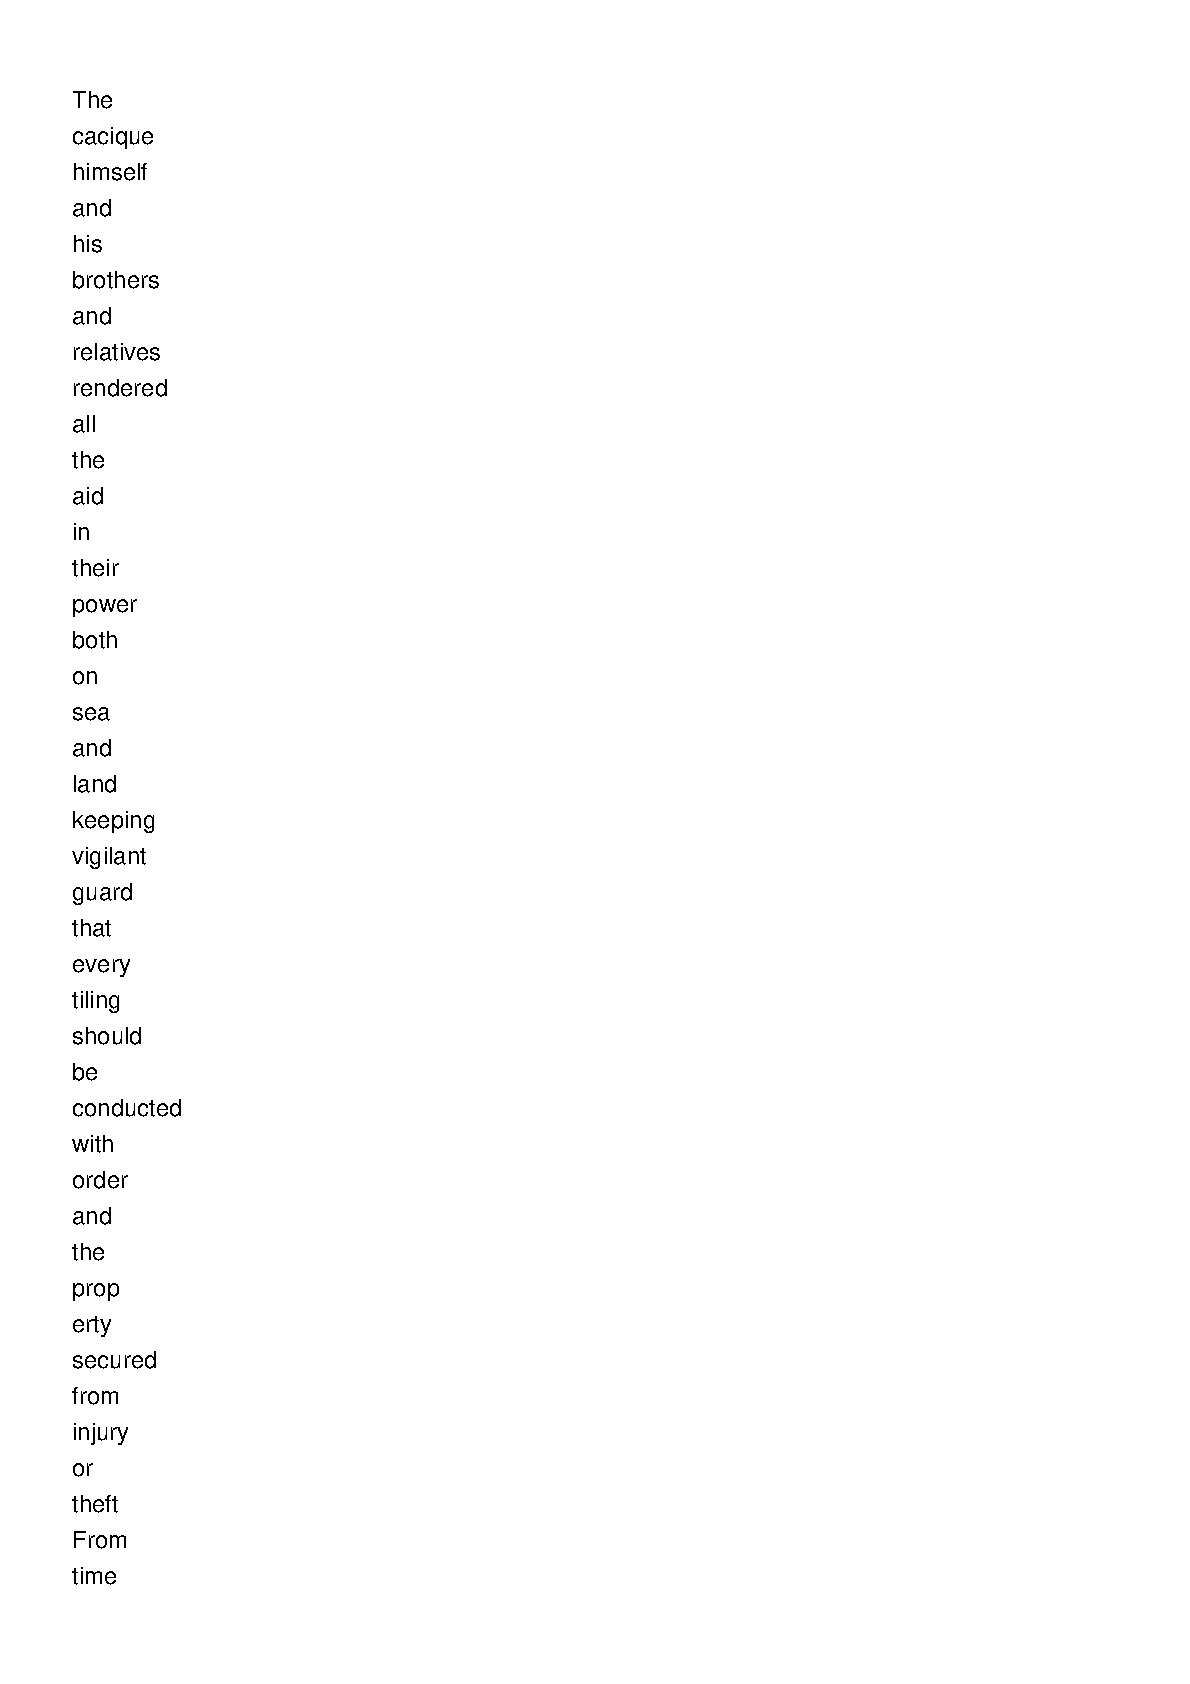 The
cacique
himself
and
his
brothers
and
relatives
rendered
all
the
aid
in
their
power
both
on
sea
and
land
keeping
vigilant
guard
that
every
tiling
should
be
conducted
with
order
and
the
prop
erty
secured
from
injury
or
theft
From
time